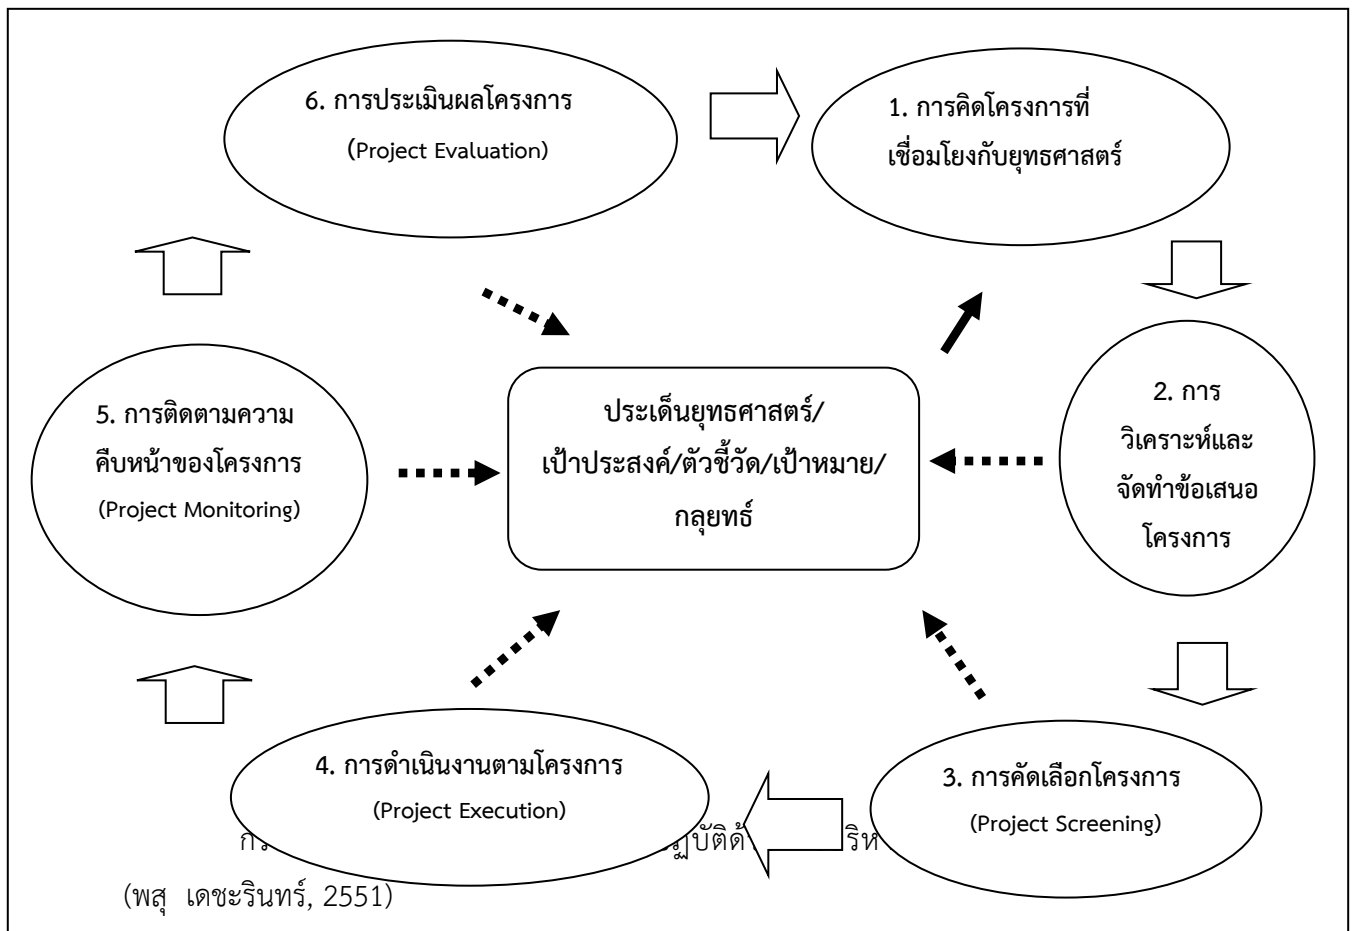 6. การประเมินผลโครงการ
(Project Evaluation)
1. การคิดโครงการที่
เชื่อมโยงกับยุทธศาสตร์
2. การ
วิเคราะห์และ
จัดทำข้อเสนอ
โครงการ
5. การติดตามความ
คืบหน้าของโครงการ
(Project Monitoring)
ประเด็นยุทธศาสตร์/
เป้าประสงค์/ตัวชี้วัด/เป้าหมาย/
กลุยทธ์
4. การดำเนินงานตามโครงการ
(Project Execution)
3. การคัดเลือกโครงการ
(Project Screening)
(พสุ เดชะรินทร์, 2551)